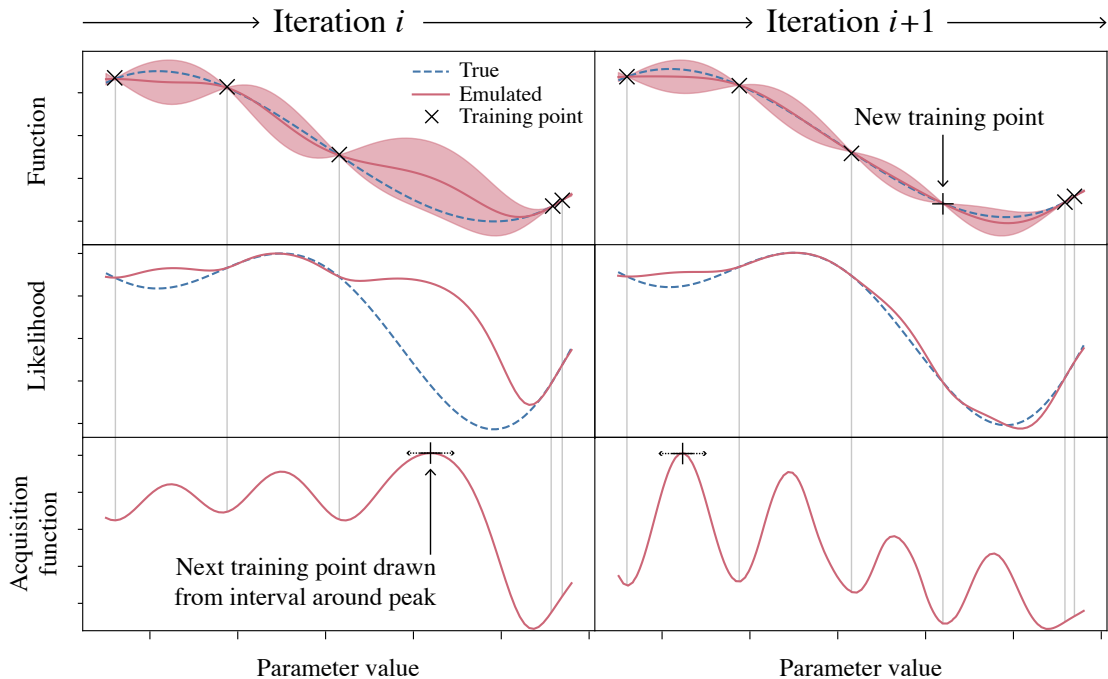 Iteration i
Iteration i+1
Function
True
Emulated
Training point
New training point
Likelihood
Acquisition
function
Next training point drawn
from interval around peak
Parameter value
Parameter value